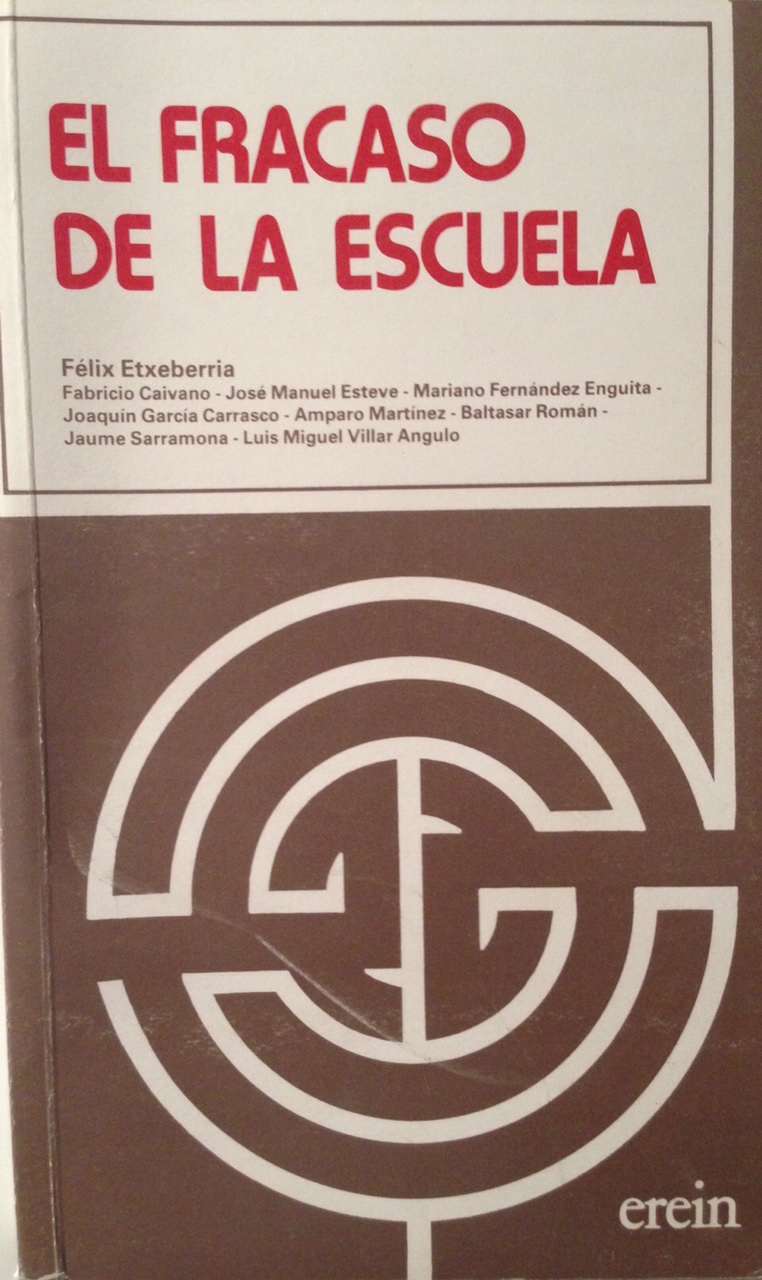 EL FRACASO
DE LA ESCUELA
Félix Etxeberria
Fabricio Caivano - José Manuel Esteve - Mariano Fernández Enguita -
Joaquín García Carrasco - Amparo Martínez - Baltasar Román -
Jaume Sarramona - Luis Miguel Villar Angulo
erein